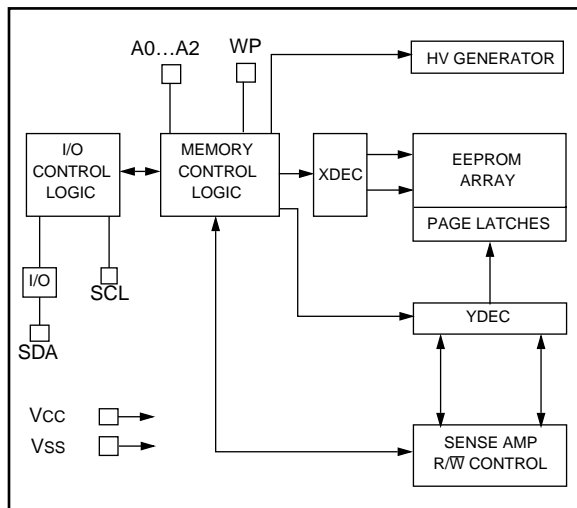 A0...A2
WP
HV GENERATOR
I/O
CONTROL
LOGIC
MEMORY
CONTROL
LOGIC
XDEC
EEPROM
ARRAY
PAGE LATCHES
I/O
SCL
SDA
YDEC
VCC
VSS
SENSE AMP
R/W̅ CONTROL